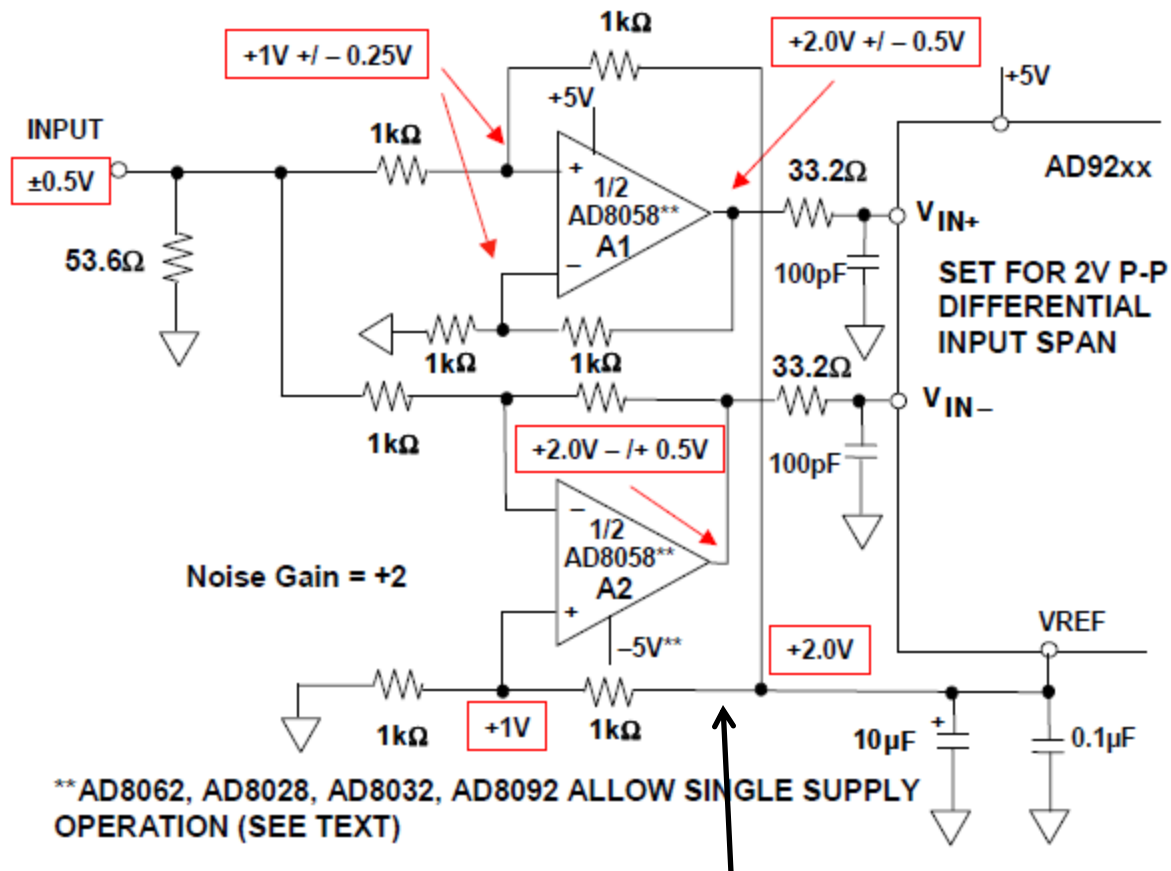 1kΩ
+1V +/ – 0.25V
+2.0V +/ – 0.5V
+5V
+5V
INPUT
±0.5V
1kΩ
+
1/2
AD8058**
A1
–
33.2Ω
AD92xx
VIN+
53.6Ω
100pF
SET FOR 2V P-P
DIFFERENTIAL
INPUT SPAN
1kΩ
1kΩ
33.2Ω
VIN–
1kΩ
1kΩ
+2.0V – /+ 0.5V
100pF
–
1/2
AD8058**
A2
+
Noise Gain = +2
–5V**
+2.0V
VREF
1kΩ
+1V
1kΩ
+
10µF
0.1µF
**AD8062, AD8028, AD8032, AD8092 ALLOW SINGLE SUPPLY
OPERATION (SEE TEXT)